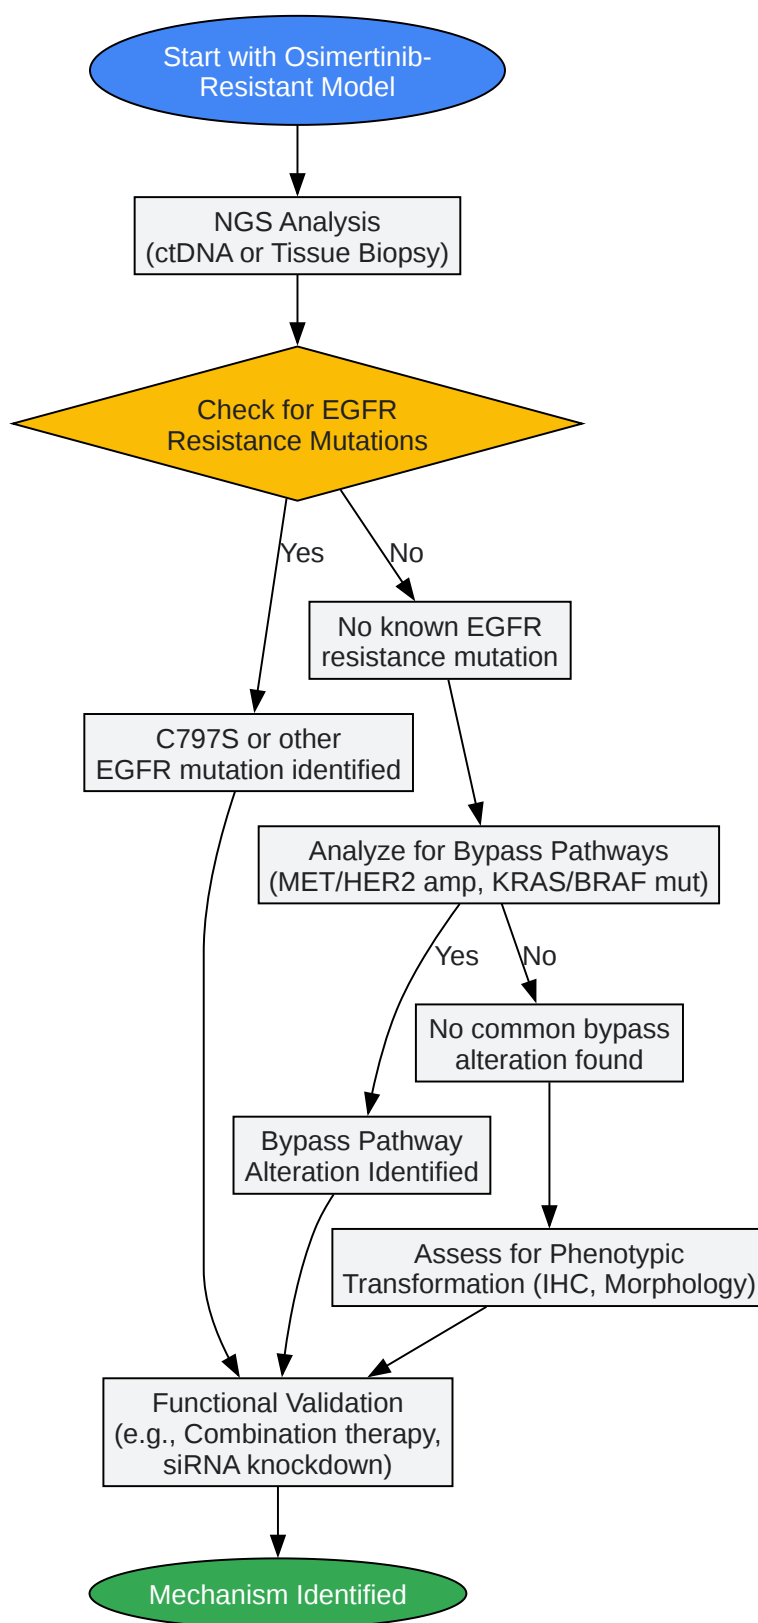 Start with Osimertinib-
Resistant Model
NGS Analysis
(ctDNA or Tissue Biopsy)
Check for EGFR
Resistance Mutations
Yes
No
No known EGFR
resistance mutation
C797S or other
EGFR mutation identified
Analyze for Bypass Pathways
(MET/HER2 amp, KRAS/BRAF mut)
Yes
No
No common bypass
alteration found
Bypass Pathway
Alteration Identified
Assess for Phenotypic
Transformation (IHC, Morphology)
Functional Validation
(e.g., Combination therapy,
siRNA knockdown)
Mechanism Identified